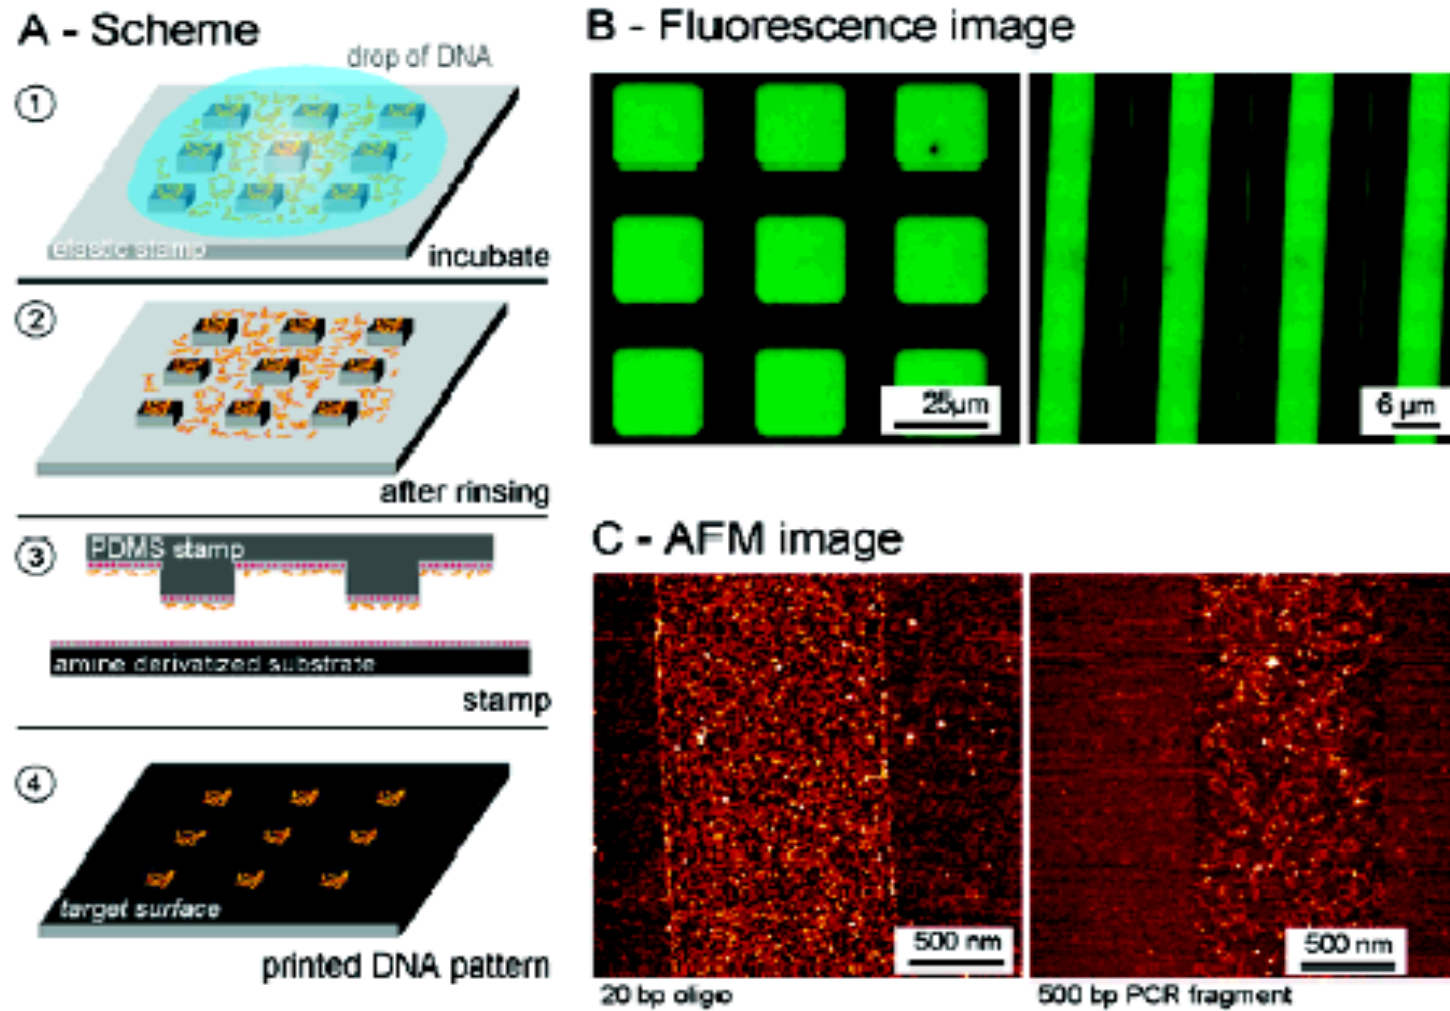 A - Scheme
drop of DNA
1
elastic stamp
incubate
2
after rinsing
3
PDMS stamp
amine derivatized substrate
stamp
4
target surface
printed DNA pattern
B - Fluorescence image
25µm
6 µm
C - AFM image
500 nm
500 nm
20 bp oligo
500 bp PCR fragment